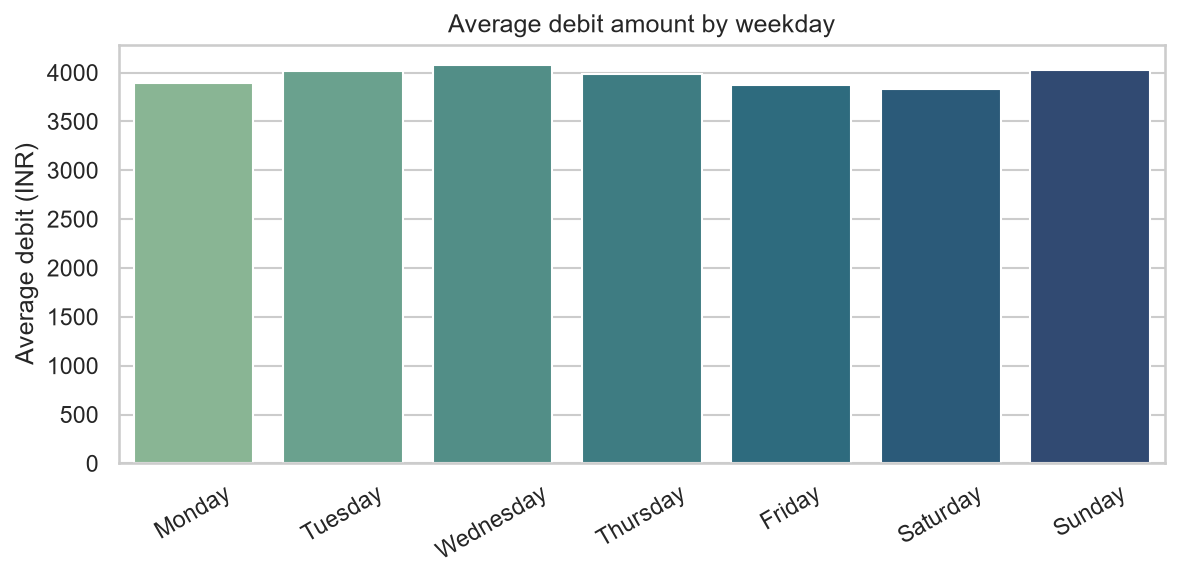 Average debit amount by weekday
Average debit (INR)
4000
3500
3000
2500
2000
1500
1000
500
0
Monday
Tuesday
Wednesday
Thursday
Friday
Saturday
Sunday